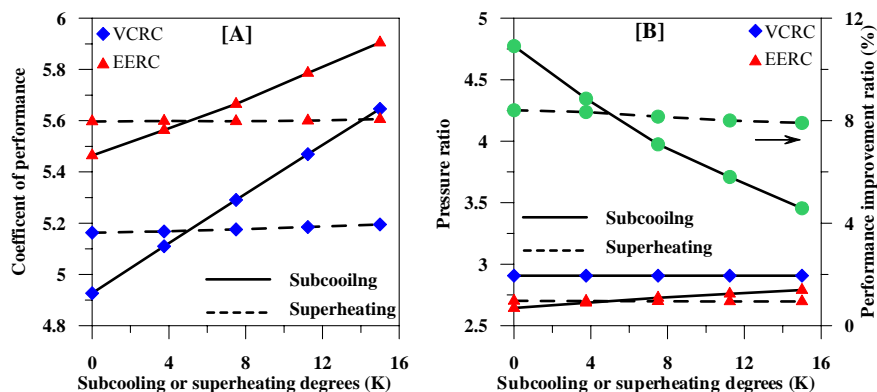 [A]
VCRC
EERC
6
5.8
5.6
5.4
5.2
5
4.8
Coefficent of performance
Subcooilng
Superheating
0
4
8
12
16
Subcooling or superheating degrees (K)
[B]
VCRC
EERC
5
4.5
4
3.5
3
2.5
Pressure ratio
12
8
4
0
Performance improvement ratio (%)
Subcooilng
Superheating
0
4
8
12
16
Subcooling or superheating degrees (K)